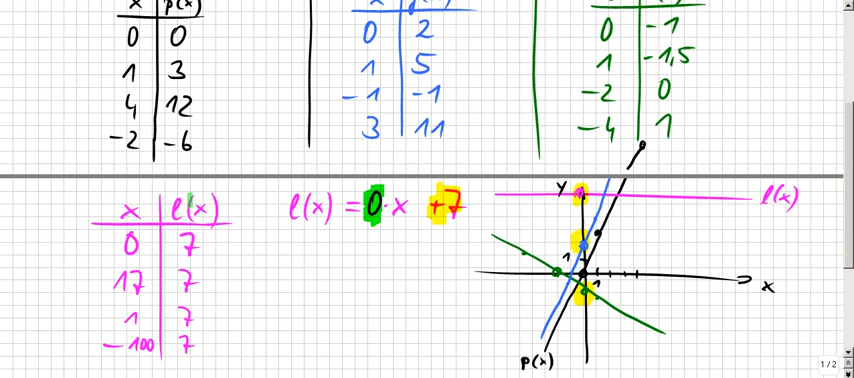 x p(x)
0 0
1 3
4 12
-2 -6
x
0 2
1 5
-1 -1
3 11
0 -1
1 -1,5
-2 0
-4 1
x l(x)
0 7
17 7
1 7
-100 7
l(x) = 0·x +7
y
l(x)
1
1
x
p(x)
1/2